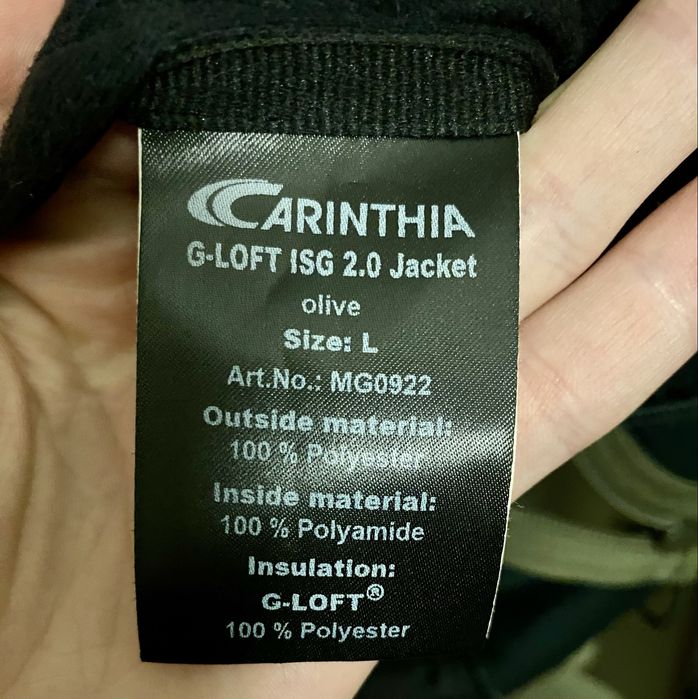 CARINTHIA
G-LOFT ISG 2.0 Jacket
olive
Size: L
Art.No.: MG0922
Outside material:
100 % Polyester
Inside material:
100 % Polyamide
Insulation:
G-LOFT®
100 % Polyester